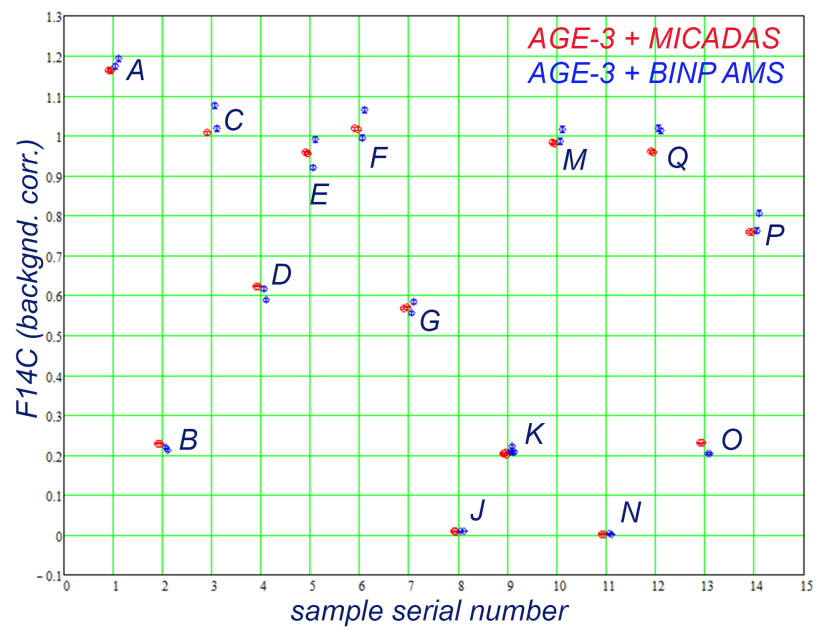 AGE-3 + MICADAS
AGE-3 + BINP AMS
F14C (backgnd. corr.)
1.3
1.2
1.1
1
0.9
0.8
0.7
0.6
0.5
0.4
0.3
0.2
0.1
0
− 0.1
A
C
F
E
M
Q
P
D
G
B
K
O
J
N
0 1 2 3 4 5 6 7 8 9 10 11 12 13 14 15
sample serial number